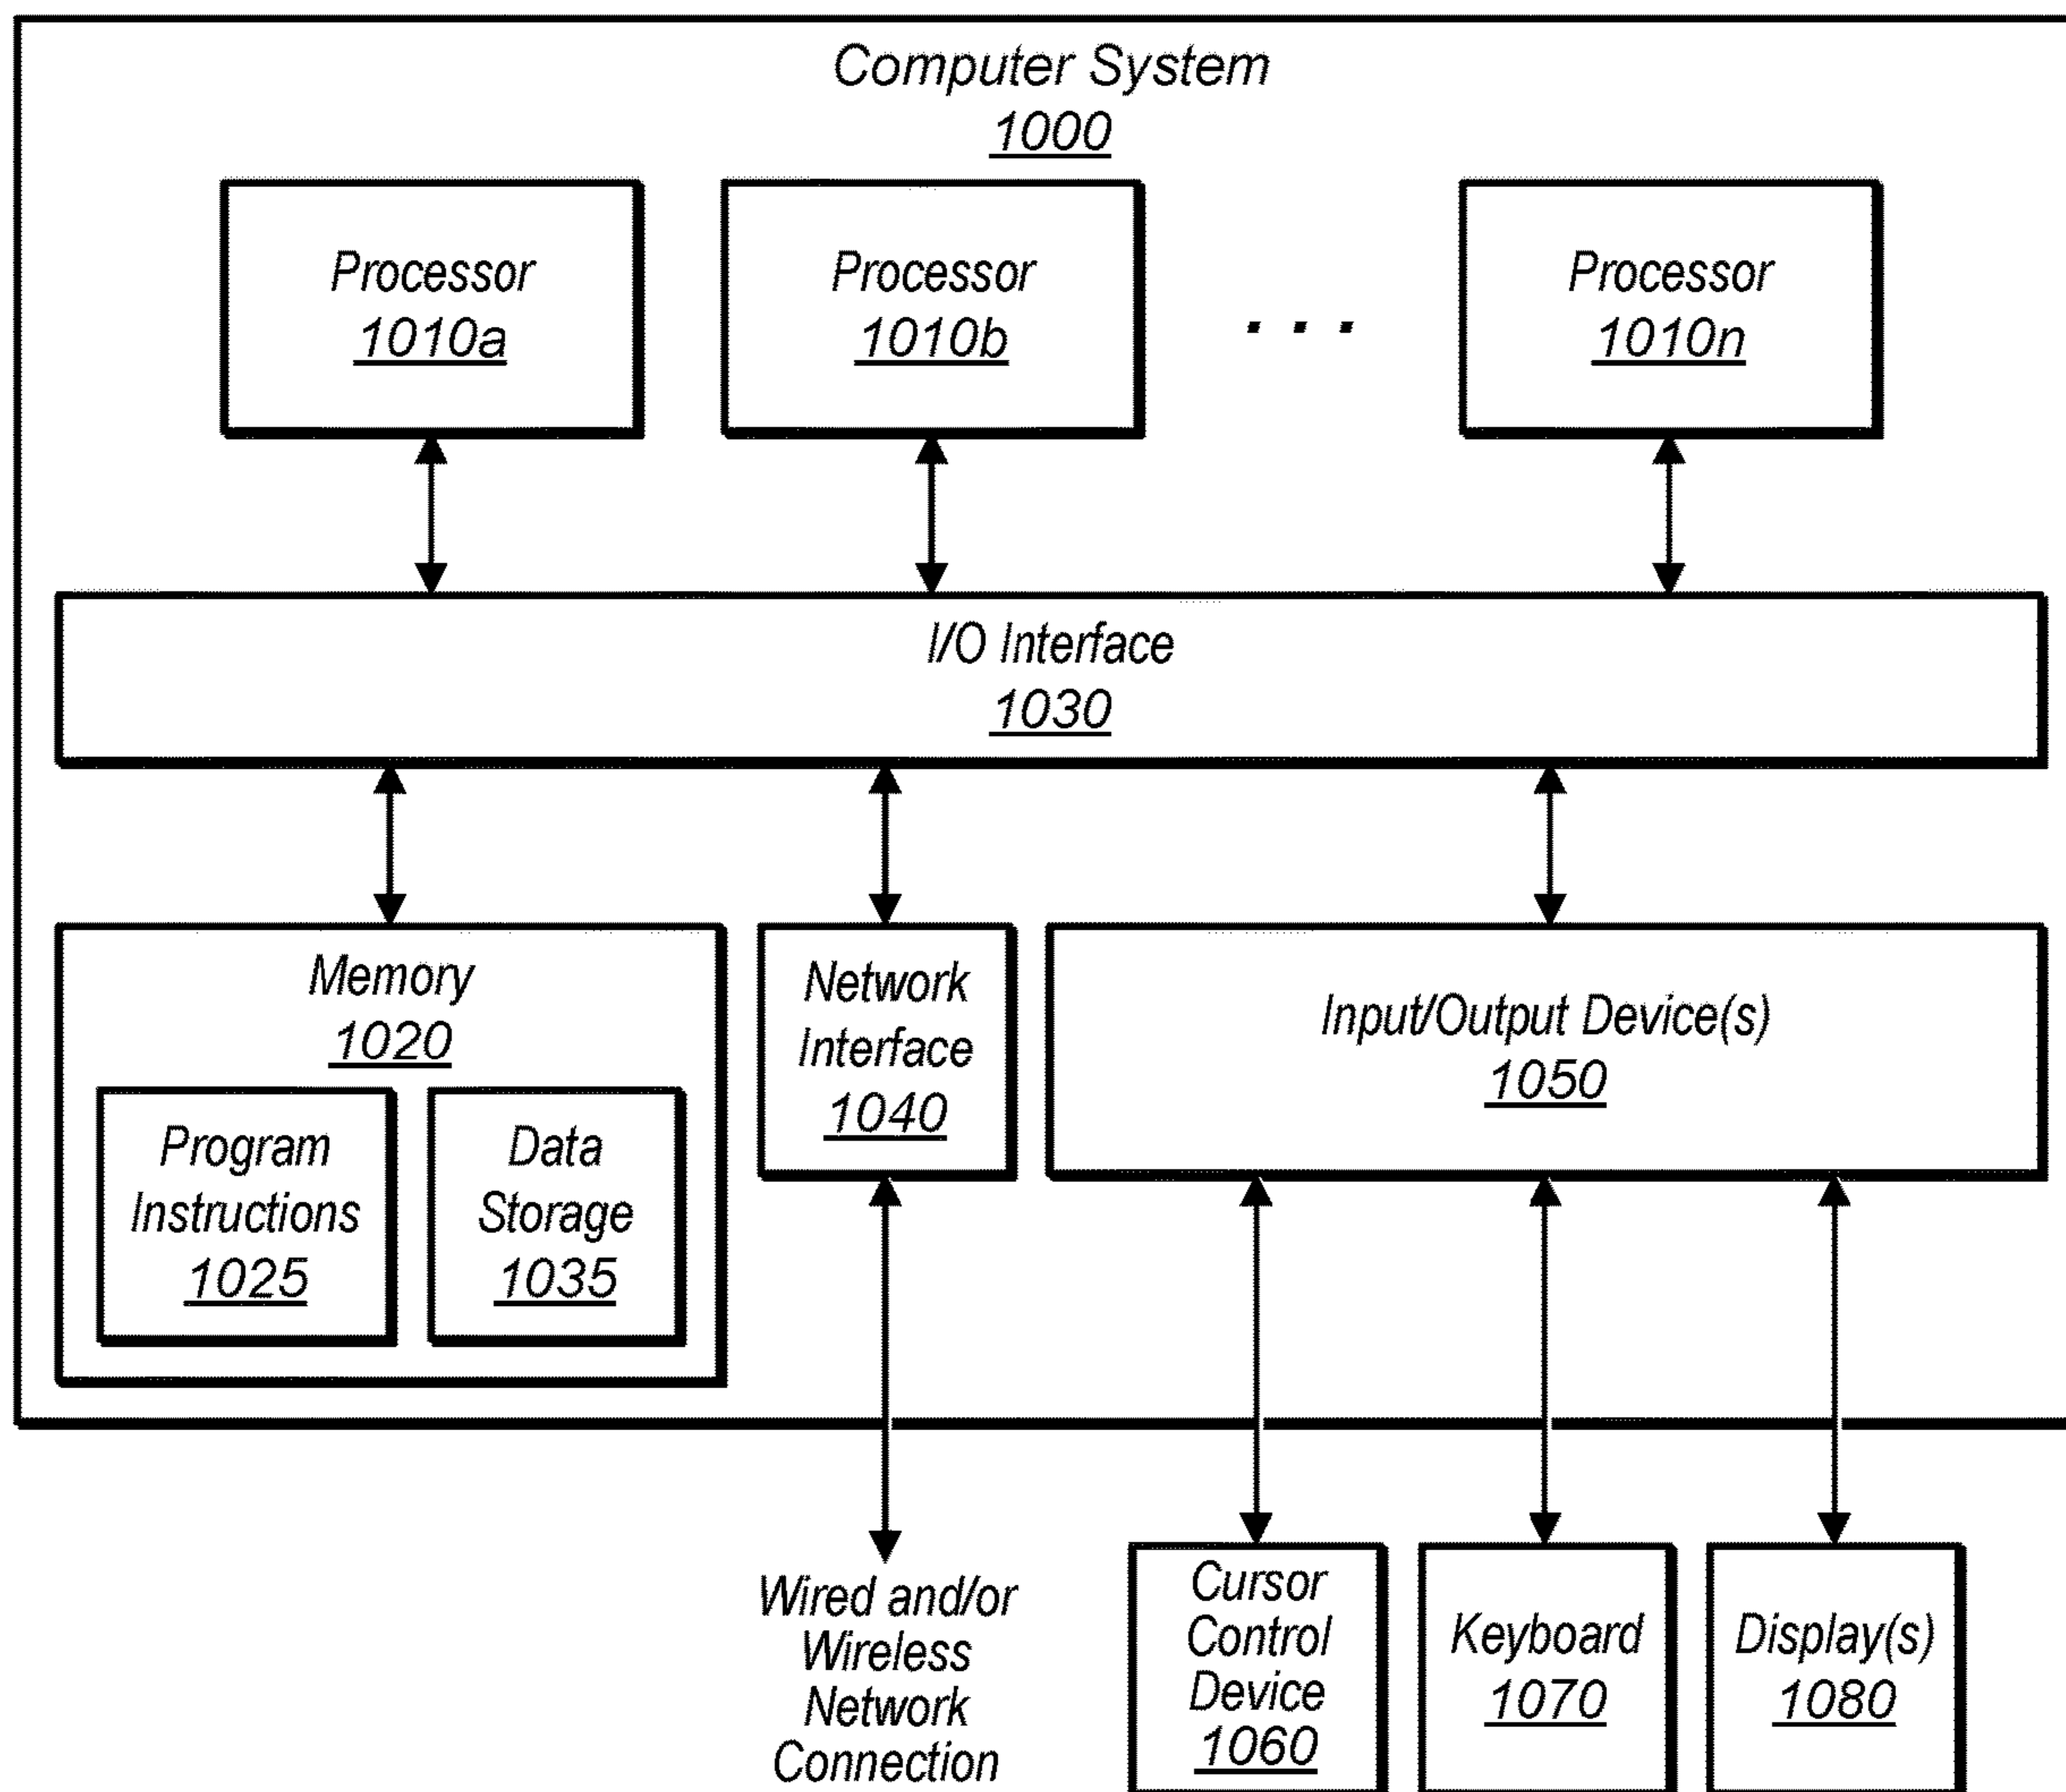 Computer System
1000
Processor
1010a
Processor
1010b
. . .
Processor
1010n
I/O Interface
1030
Memory
1020
Program
Instructions
1025
Data
Storage
1035
Network
Interface
1040
Input/Output Device(s)
1050
Wired and/or
Wireless
Network
Connection
Cursor
Control
Device
1060
Keyboard
1070
Display(s)
1080